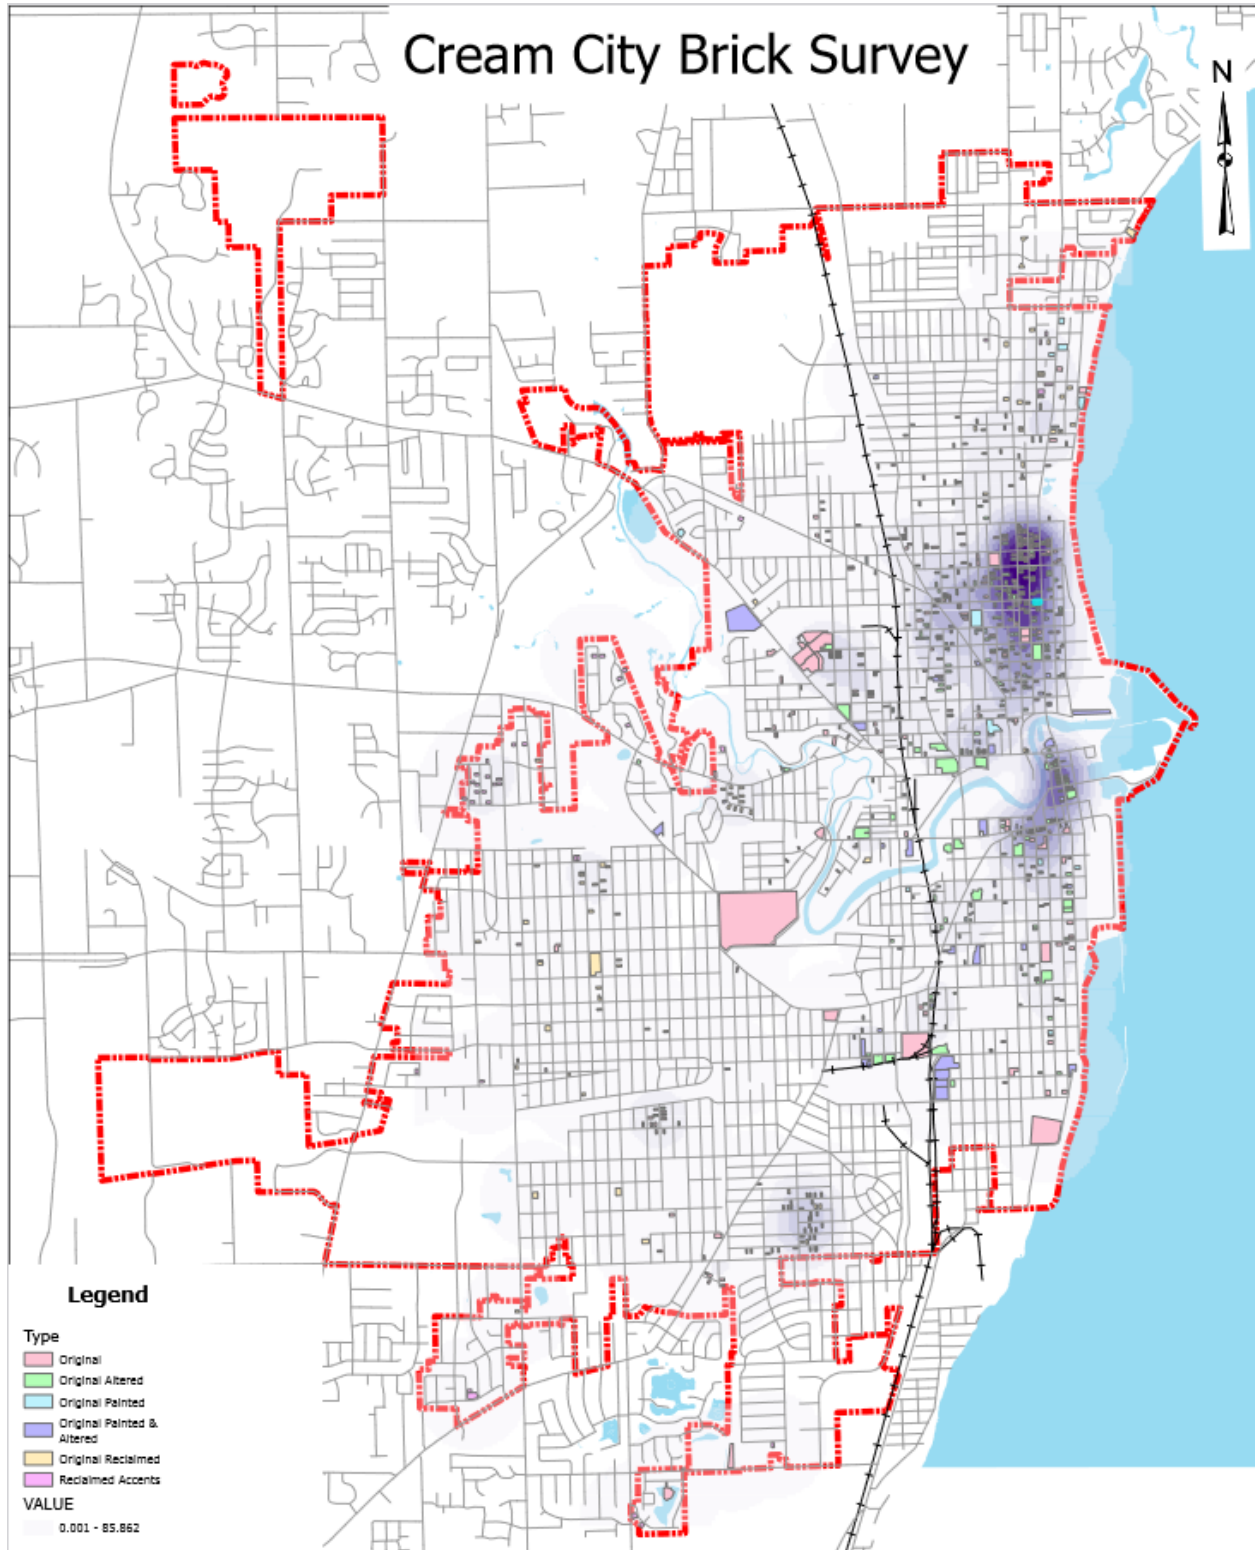 Cream City Brick Survey
N
Legend
Type
Original
Original Altered
Original Painted
Original Painted &
Altered
Original Reclaimed
Reclaimed Accents
VALUE
0.001 - 85.862